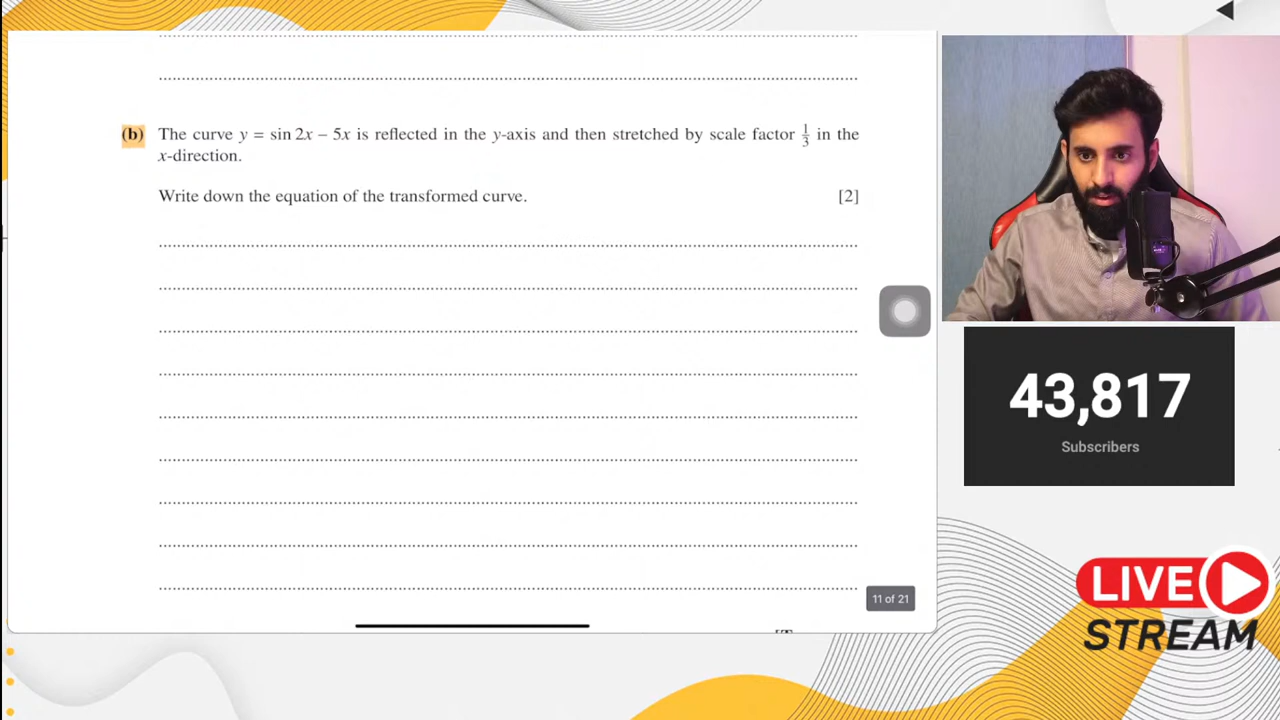 (b) The curve y = sin 2x − 5x is reflected in the y-axis and then stretched by scale factor 1/3 in the
x-direction.
Write down the equation of the transformed curve. [2]
11 of 21
43,817
Subscribers
LIVE
STREAM